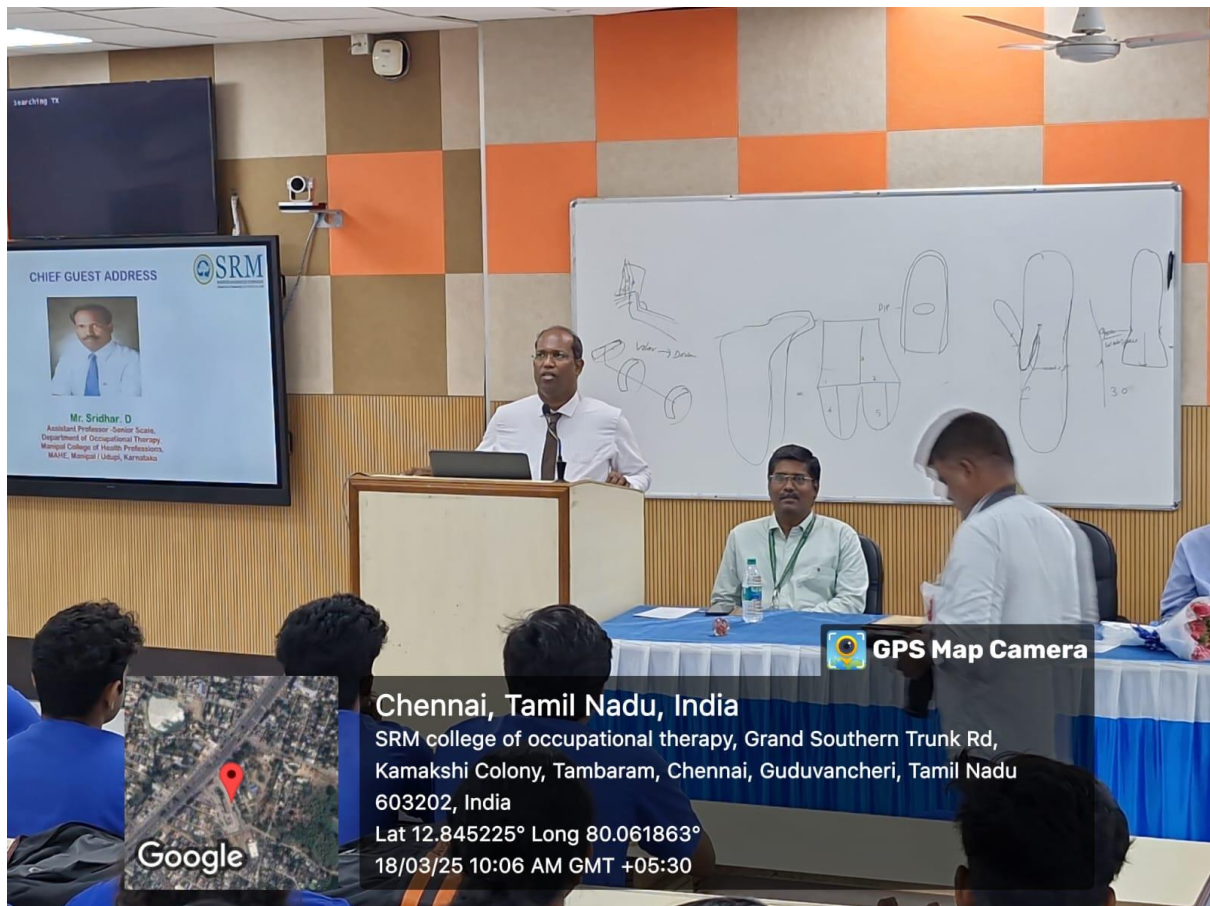 Searching TX
CHIEF GUEST ADDRESS
SRM
Mr. Sridhar. D
Assistant Professor -Senior Scale,
Department of Occupational Therapy,
Manipal College of Health Professions,
MAHE, Manipal / Udupi, Karnataka
Volar → Dorsum
DIP
30°
GPS Map Camera
Chennai, Tamil Nadu, India
SRM college of occupational therapy, Grand Southern Trunk Rd,
Kamakshi Colony, Tambaram, Chennai, Guduvancheri, Tamil Nadu
603202, India
Lat 12.845225° Long 80.061863°
18/03/25 10:06 AM GMT +05:30
Google